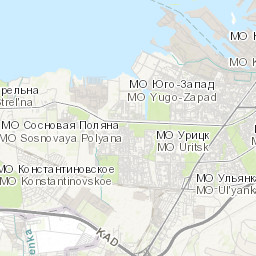 МО Юго-Запад
MO Yugo-Zapad
МО Сосновая Поляна
MO Sosnovaya Polyana
МО Урицк
MO Uritsk
МО Константиновское
MO Konstantinovskoe
МО Ульянка
MO Ul'yanka
KAD